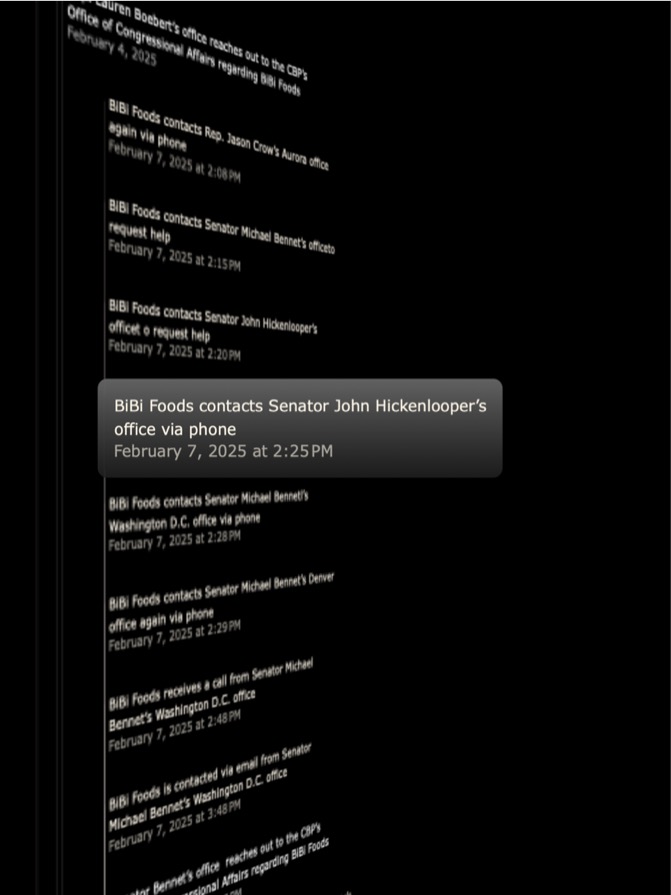 Lauren Boebert's office reaches out to the CBP's
Office of Congressional Affairs regarding BiBi Foods
February 4, 2025
BiBi Foods contacts Rep. Jason Crow's Aurora office
again via phone
February 7, 2025 at 2:08PM
BiBi Foods contacts Senator Michael Bennet's officeto
request help
February 7, 2025 at 2:15PM
BiBi Foods contacts Senator John Hickenlooper's
officet o request help
February 7, 2025 at 2:20PM
BiBi Foods contacts Senator John Hickenlooper's
office via phone
February 7, 2025 at 2:25PM
BiBi Foods contacts Senator Michael Bennett's
Washington D.C. office via phone
February 7, 2025 at 2:28PM
BiBi Foods contacts Senator Michael Bennet's Denver
office again via phone
February 7, 2025 at 2:29PM
BiBi Foods receives a call from Senator Michael
Bennet's Washington D.C. office
February 7, 2025 at 2:48PM
BiBi Foods is contacted via email from Senator
Michael Bennet's Washington D.C. office
February 7, 2025 at 3:48PM
Bennet's office reaches out to the CBP's
Affairs regarding BiBi Foods